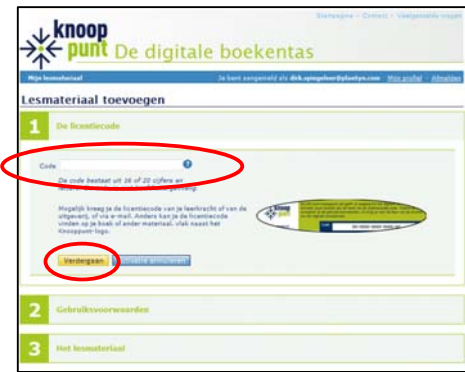 Startpagina - Contact - Veelgestelde vragen
knoop
punt De digitale boekentas
Mijn lesmateriaal
Je bent aangemeld als dirk.spingeleer@plantyn.com Mijn profiel - Afmelden
Lesmateriaal toevoegen
1 De licentiecode
Code
De code bestaat uit 16 of 20 cijfers en
Mogelijk kreeg je de licentiecode van je leerkracht of van de
uitgeverij, of via e-mail. Anders kan je de licentiecode
vinden op je boek of ander materiaal, vlak naast het
Knooppunt-logo.
knoop
punt
Verdergaan
2 Gebruiksvoorwaarden
3 Het lesmateriaal